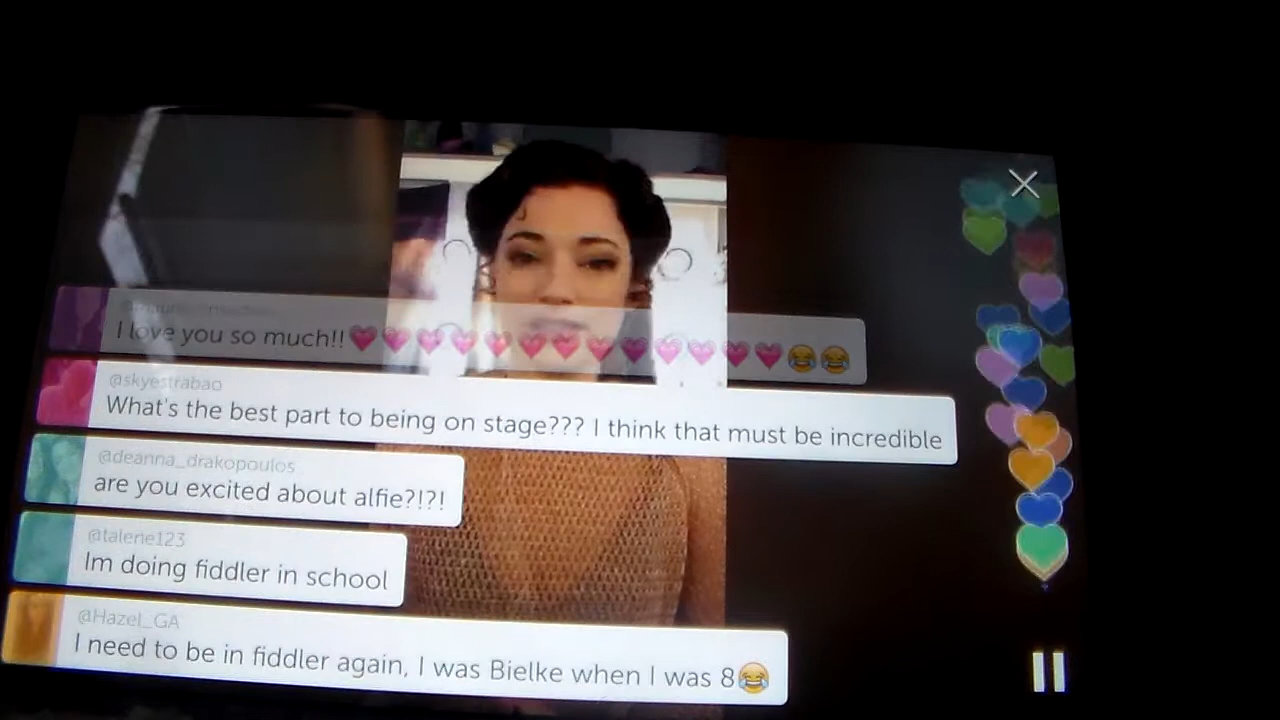 I love you so much!!💗💗💗💗💗💗💗💗💗💗💗💗💗😂😂
@skyestrabao
What's the best part to being on stage??? I think that must be incredible
@deanna_drakopoulos
are you excited about alfie?!?!
@talene123
Im doing fiddler in school
@Hazel_GA
I need to be in fiddler again, I was Bielke when I was 8😂